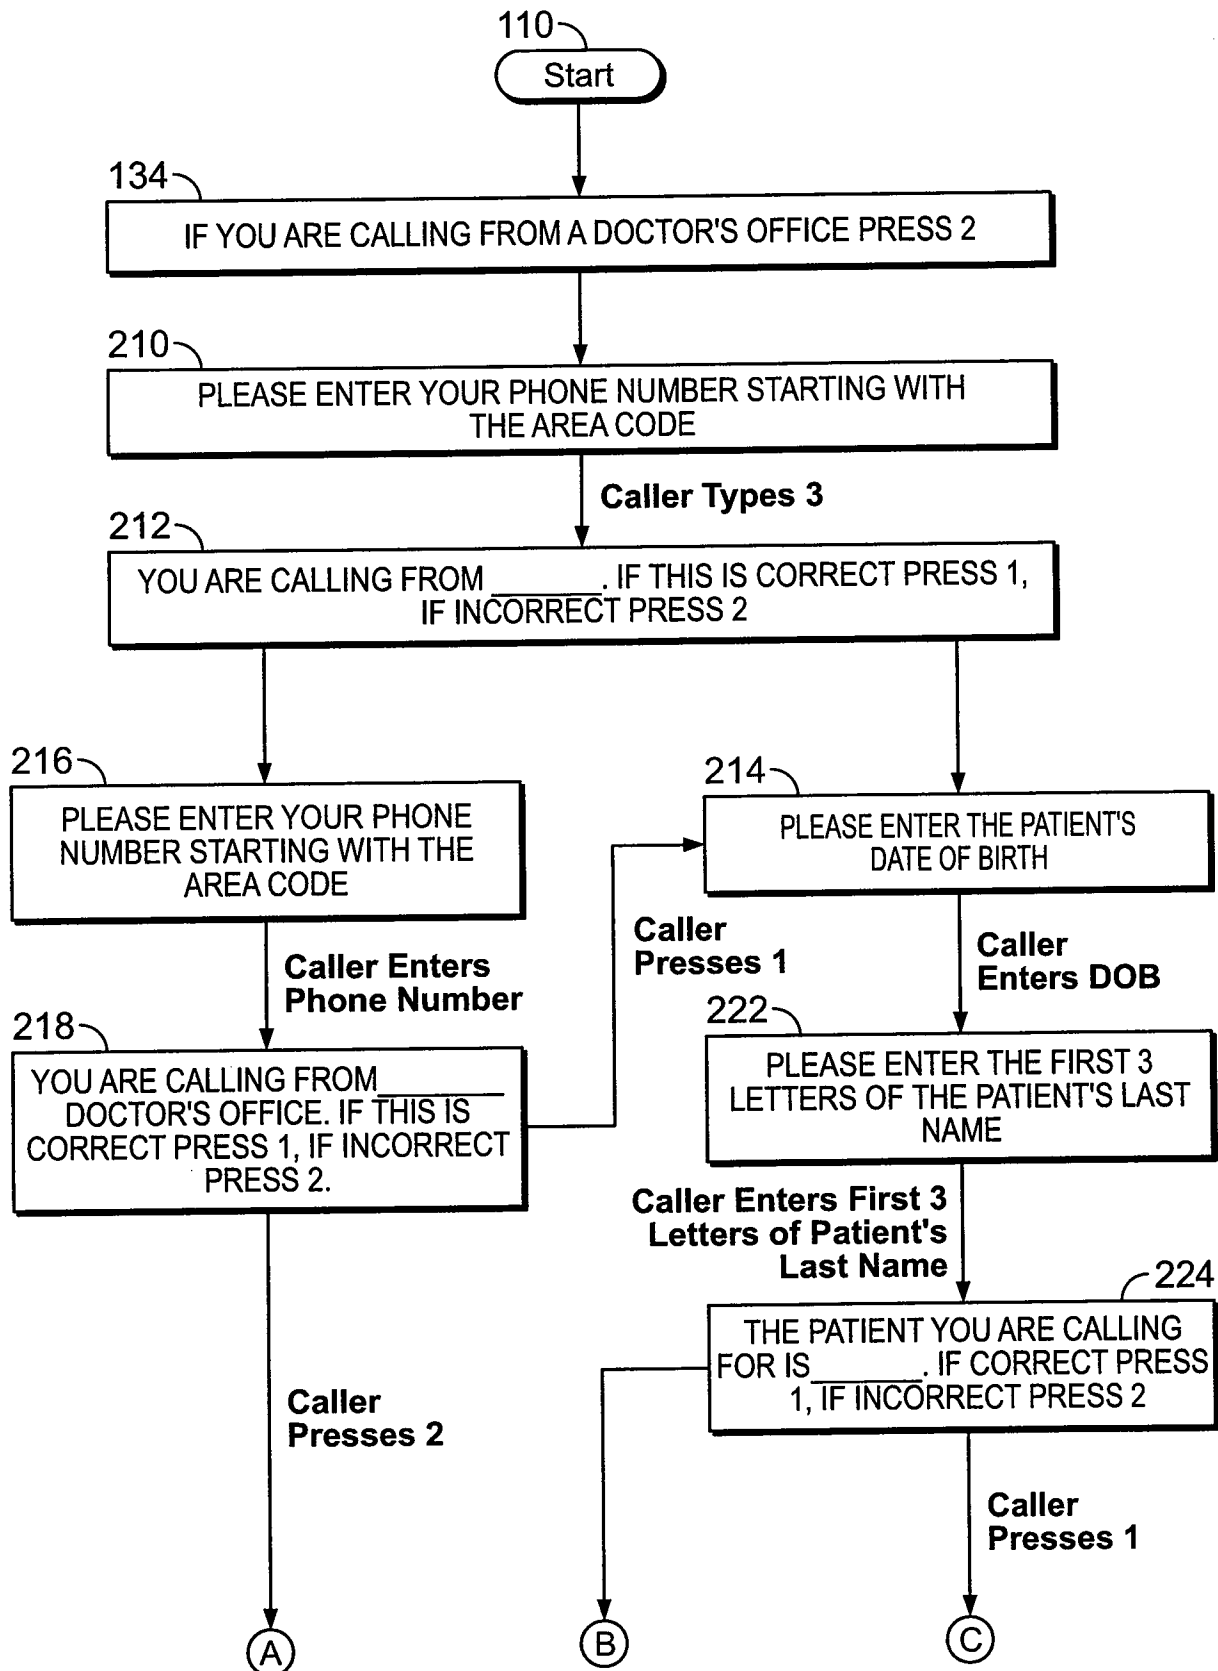 110
Start
134
IF YOU ARE CALLING FROM A DOCTOR'S OFFICE PRESS 2
210
PLEASE ENTER YOUR PHONE NUMBER STARTING WITH
THE AREA CODE
Caller Types 3
212
YOU ARE CALLING FROM _______. IF THIS IS CORRECT PRESS 1,
IF INCORRECT PRESS 2
216
PLEASE ENTER YOUR PHONE
NUMBER STARTING WITH THE
AREA CODE
214
PLEASE ENTER THE PATIENT'S
DATE OF BIRTH
Caller Enters
Phone Number
Caller
Presses 1
Caller
Enters DOB
218
YOU ARE CALLING FROM________
DOCTOR'S OFFICE. IF THIS IS
CORRECT PRESS 1, IF INCORRECT
PRESS 2.
222
PLEASE ENTER THE FIRST 3
LETTERS OF THE PATIENT'S LAST
NAME
Caller Enters First 3
Letters of Patient's
Last Name
224
THE PATIENT YOU ARE CALLING
FOR IS_______. IF CORRECT PRESS
1, IF INCORRECT PRESS 2
Caller
Presses 2
Caller
Presses 1
A
B
C